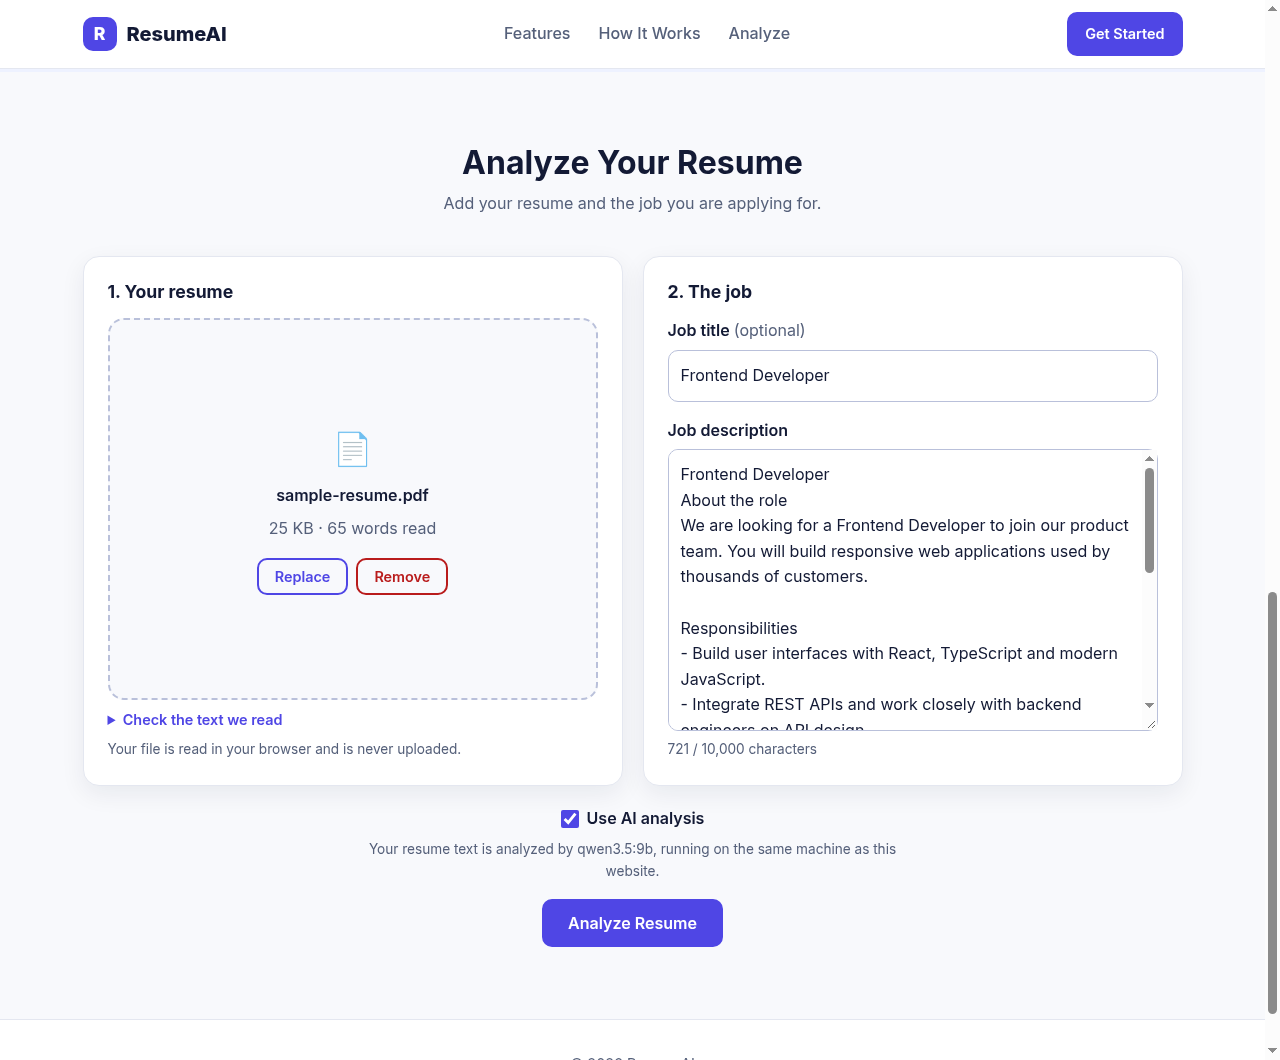 R ResumeAI
Features How It Works Analyze
Get Started
Analyze Your Resume
Add your resume and the job you are applying for.
1. Your resume
sample-resume.pdf
25 KB · 65 words read
Replace Remove
Check the text we read
Your file is read in your browser and is never uploaded.
2. The job
Job title (optional)
Frontend Developer
Job description
Frontend Developer
About the role
We are looking for a Frontend Developer to join our product
team. You will build responsive web applications used by
thousands of customers.
Responsibilities
- Build user interfaces with React, TypeScript and modern
JavaScript.
- Integrate REST APIs and work closely with backend
engineers on API design
721 / 10,000 characters
Use AI analysis
Your resume text is analyzed by qwen3.5:9b, running on the same machine as this
website.
Analyze Resume